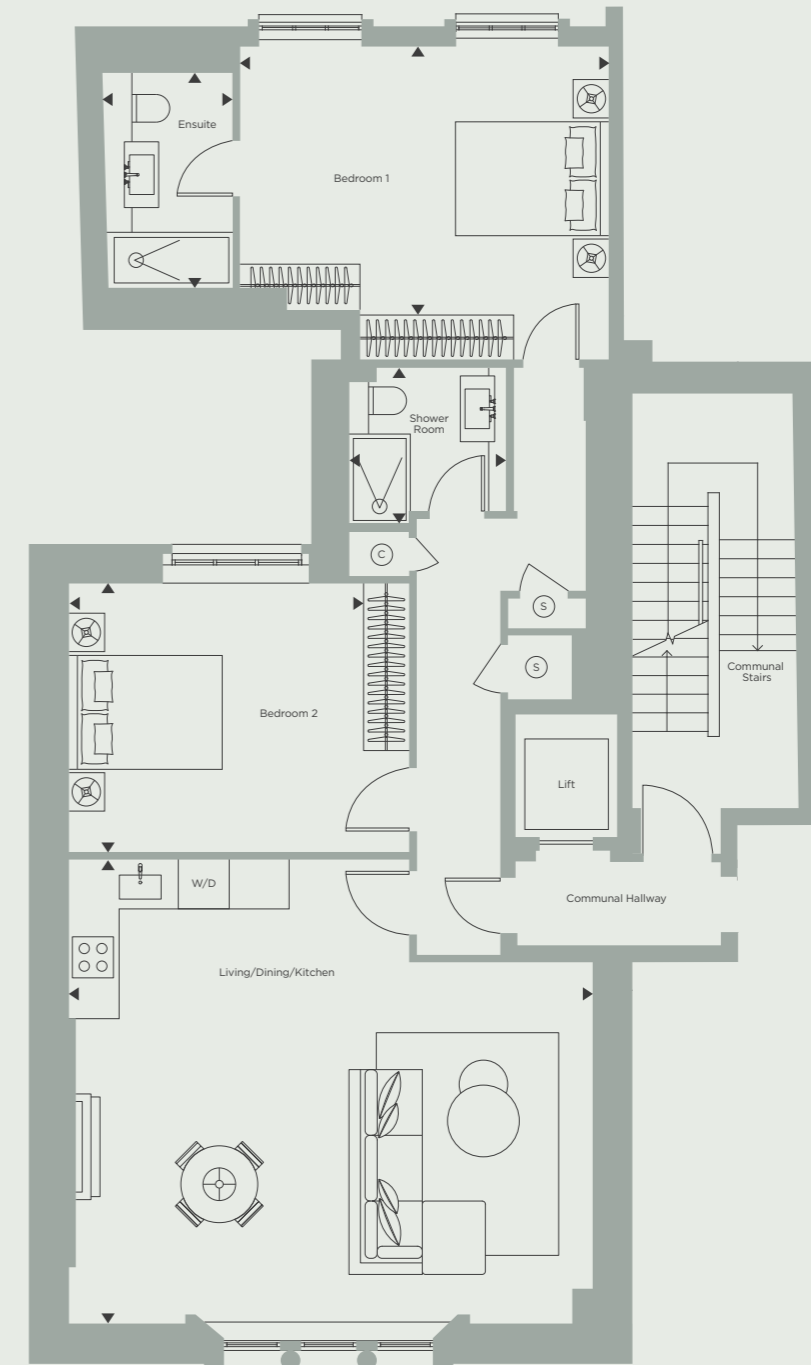 Ensuite
Bedroom 1
Shower
Room
C
S
S
Communal
Stairs
Bedroom 2
Lift
W/D
Communal Hallway
Living/Dining/Kitchen